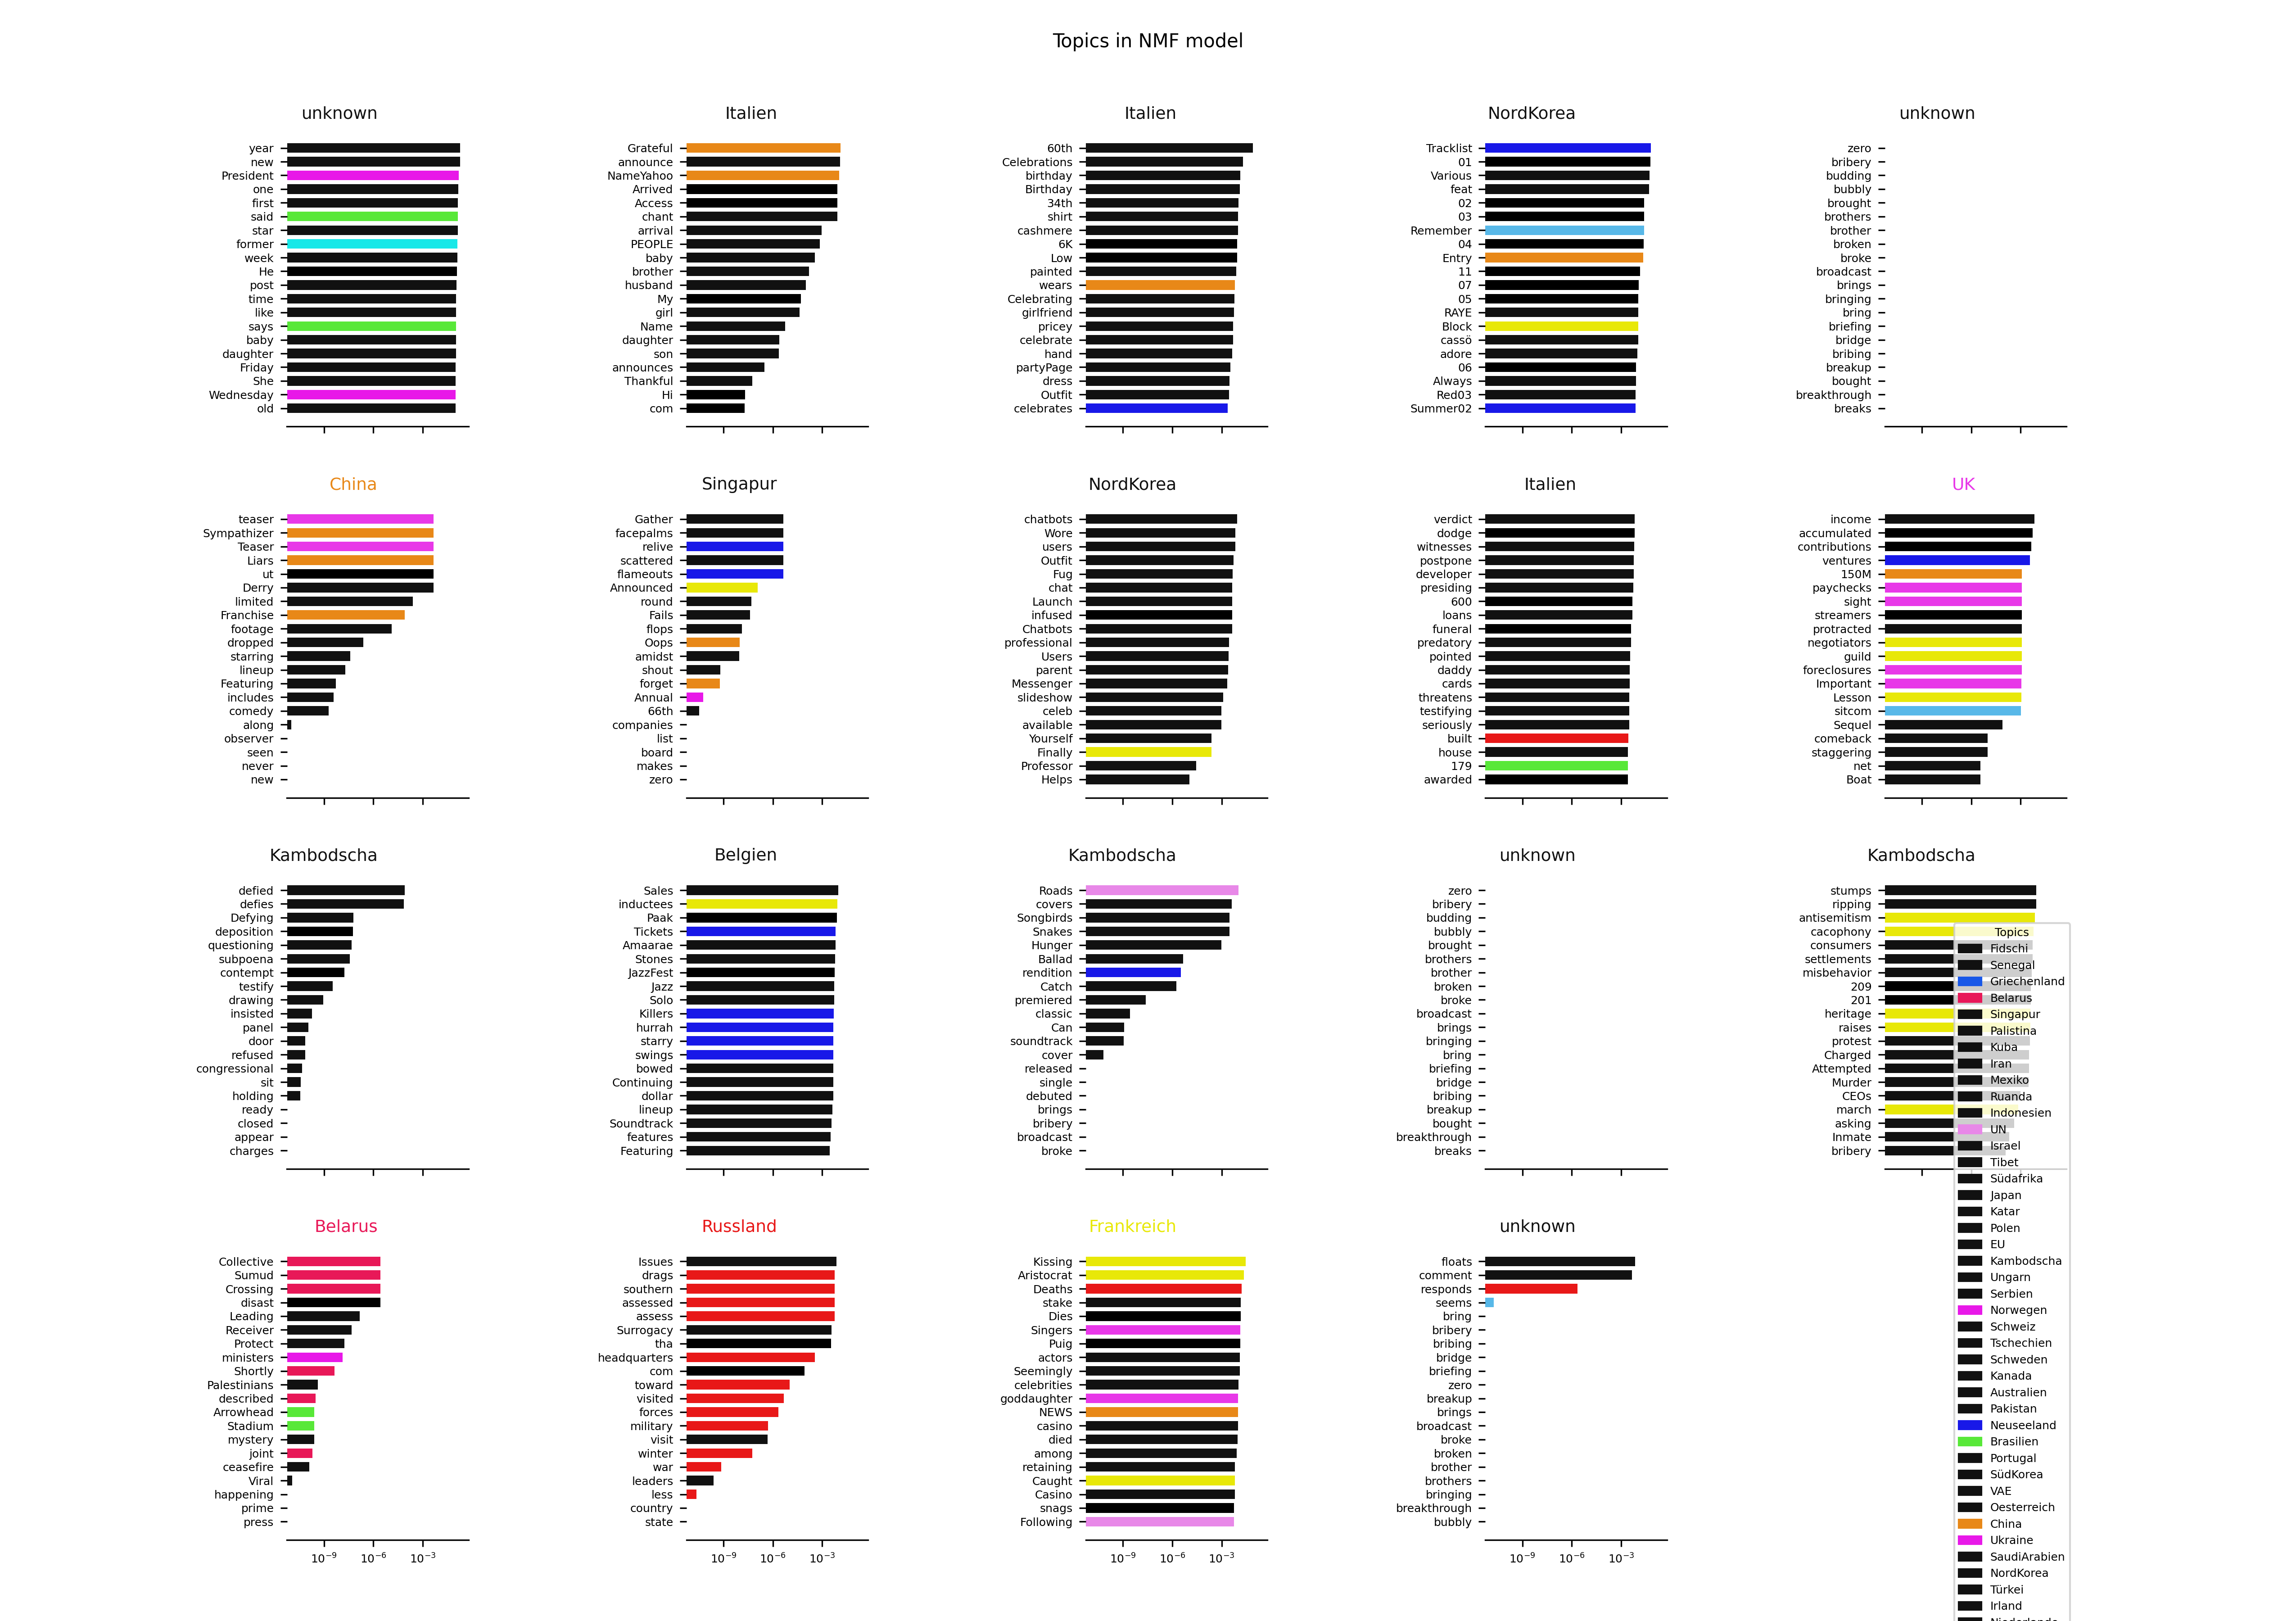 Topics in NMF model
unknown
year
new
President
one
first
said
star
former
week
He
post
time
like
says
baby
daughter
Friday
She
Wednesday
old
Italien
Grateful
announce
NameYahoo
Arrived
Access
chant
arrival
PEOPLE
baby
brother
husband
My
girl
Name
daughter
son
announces
Thankful
Hi
com
Italien
60th
Celebrations
birthday
Birthday
34th
shirt
cashmere
6K
Low
painted
wears
Celebrating
girlfriend
pricey
celebrate
hand
partyPage
dress
Outfit
celebrates
NordKorea
Tracklist
01
Various
feat
02
03
Remember
04
Entry
11
07
05
RAYE
Block
cassö
adore
06
Always
Red03
Summer02
unknown
zero
bribery
budding
bubbly
brought
brothers
brother
broken
broke
broadcast
brings
bringing
bring
briefing
bridge
bribing
breakup
bought
breakthrough
breaks
China
teaser
Sympathizer
Teaser
Liars
ut
Derry
limited
Franchise
footage
dropped
starring
lineup
Featuring
includes
comedy
along
observer
seen
never
new
Singapur
Gather
facepalms
relive
scattered
flameouts
Announced
round
Fails
flops
Oops
amidst
shout
forget
Annual
66th
companies
list
board
makes
zero
NordKorea
chatbots
Wore
users
Outfit
Fug
chat
Launch
infused
Chatbots
professional
Users
parent
Messenger
slideshow
celeb
available
Yourself
Finally
Professor
Helps
Italien
verdict
dodge
witnesses
postpone
developer
presiding
600
loans
funeral
predatory
pointed
daddy
cards
threatens
testifying
seriously
built
house
179
awarded
UK
income
accumulated
contributions
ventures
150M
paychecks
sight
streamers
protracted
negotiators
guild
foreclosures
Important
Lesson
sitcom
Sequel
comeback
staggering
net
Boat
Kambodscha
defied
defies
Defying
deposition
questioning
subpoena
contempt
testify
drawing
insisted
panel
door
refused
congressional
sit
holding
ready
closed
appear
charges
Belgien
Sales
inductees
Paak
Tickets
Amaarae
Stones
JazzFest
Jazz
Solo
Killers
hurrah
starry
swings
bowed
Continuing
dollar
lineup
Soundtrack
features
Featuring
Kambodscha
Roads
covers
Songbirds
Snakes
Hunger
Ballad
rendition
Catch
premiered
classic
Can
soundtrack
cover
released
single
debuted
brings
bribery
broadcast
broke
unknown
zero
bribery
budding
bubbly
brought
brothers
brother
broken
broke
broadcast
brings
bringing
bring
briefing
bridge
bribing
breakup
bought
breakthrough
breaks
Kambodscha
stumps
ripping
antisemitism
cacophony
consumers
settlements
misbehavior
209
201
heritage
raises
protest
Charged
Attempted
Murder
CEOs
march
asking
Inmate
bribery
Belarus
Collective
Sumud
Crossing
disast
Leading
Receiver
Protect
ministers
Shortly
Palestinians
described
Arrowhead
Stadium
mystery
joint
ceasefire
Viral
happening
prime
press
10⁻⁹ 10⁻⁶ 10⁻³
Russland
Issues
drags
southern
assessed
assess
Surrogacy
tha
headquarters
com
toward
visited
forces
military
visit
winter
war
leaders
less
country
state
10⁻⁹ 10⁻⁶ 10⁻³
Frankreich
Kissing
Aristocrat
Deaths
stake
Dies
Singers
Puig
actors
Seemingly
celebrities
goddaughter
NEWS
casino
died
among
retaining
Caught
Casino
snags
Following
10⁻⁹ 10⁻⁶ 10⁻³
unknown
floats
comment
responds
seems
bring
bribery
bribing
bridge
briefing
zero
breakup
brings
broadcast
broke
broken
brother
brothers
bringing
breakthrough
bubbly
10⁻⁹ 10⁻⁶ 10⁻³
Topics
Fidschi
Senegal
Griechenland
Belarus
Singapur
Palistina
Kuba
Iran
Mexiko
Ruanda
Indonesien
UN
Israel
Tibet
Südafrika
Japan
Katar
Polen
EU
Kambodscha
Ungarn
Serbien
Norwegen
Schweiz
Tschechien
Schweden
Kanada
Australien
Pakistan
Neuseeland
Brasilien
Portugal
SüdKorea
VAE
Oesterreich
China
Ukraine
SaudiArabien
NordKorea
Türkei
Irland